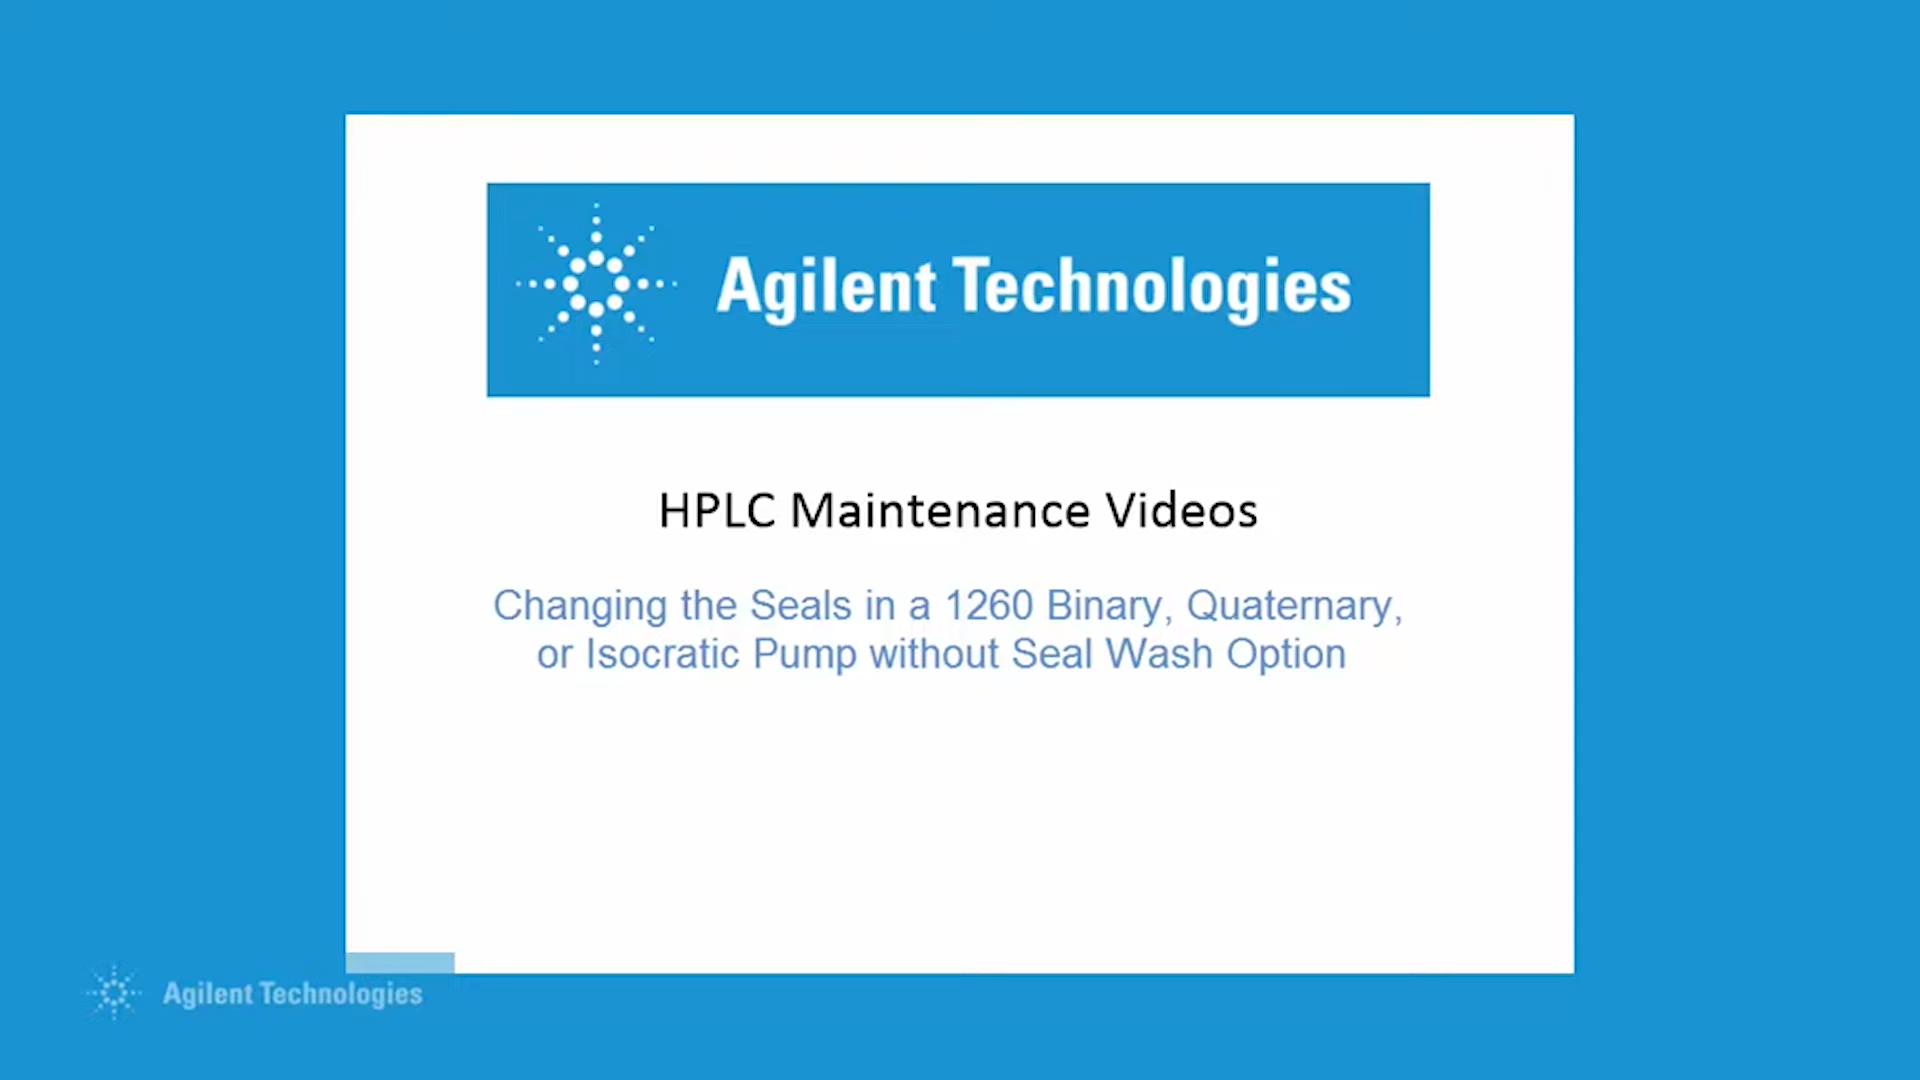 Agilent Technologies
HPLC Maintenance Videos
Changing the Seals in a 1260 Binary, Quaternary,
or Isocratic Pump without Seal Wash Option
Agilent Technologies